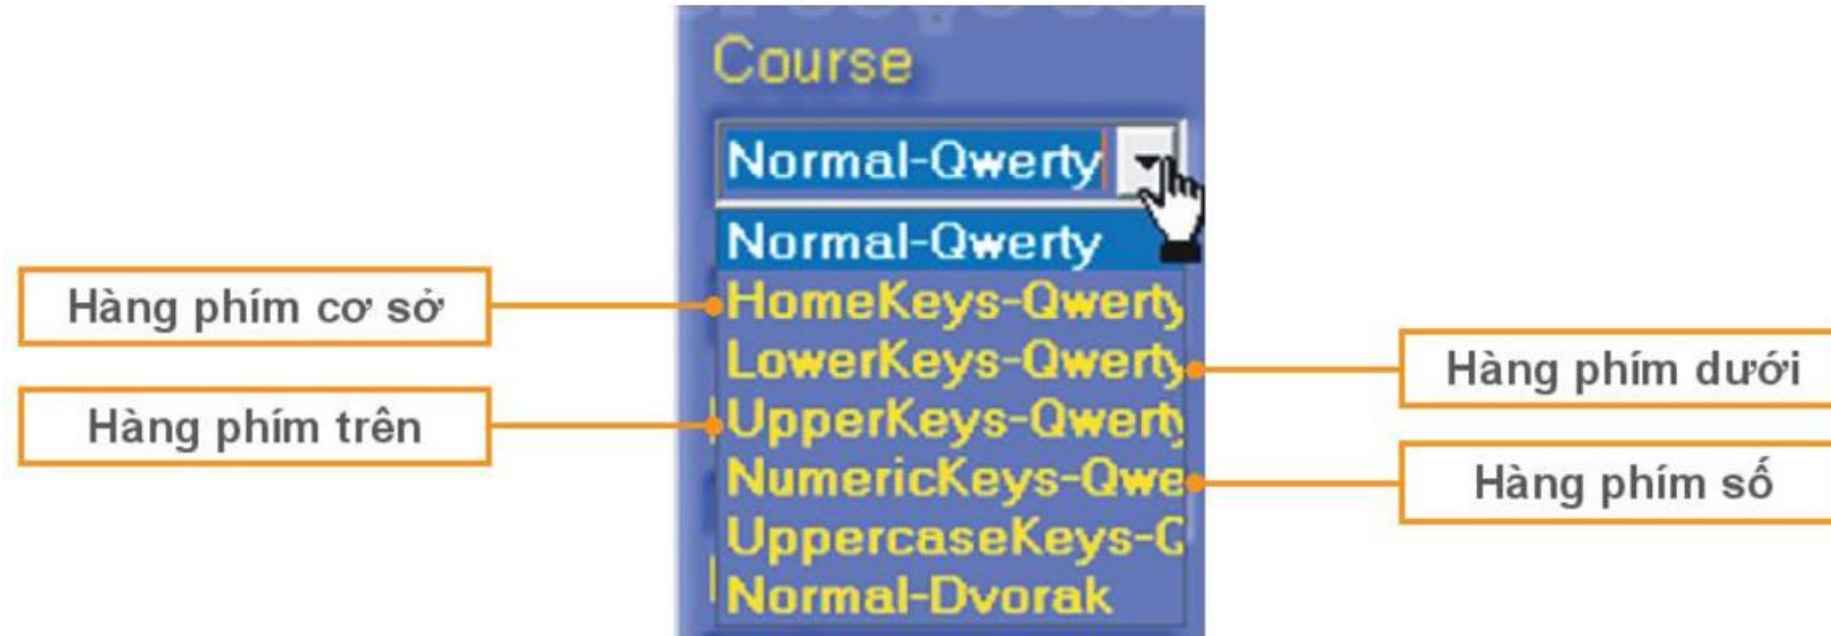 Course
Normal-Qwerty
Normal-Qwerty
Hàng phím cơ sở
HomeKeys-Qwerty
LowerKeys-Qwerty
Hàng phím dưới
Hàng phím trên
UpperKeys-Qwerty
NumericKeys-Qwe
Hàng phím số
UppercaseKeys-Q
Normal-Dvorak